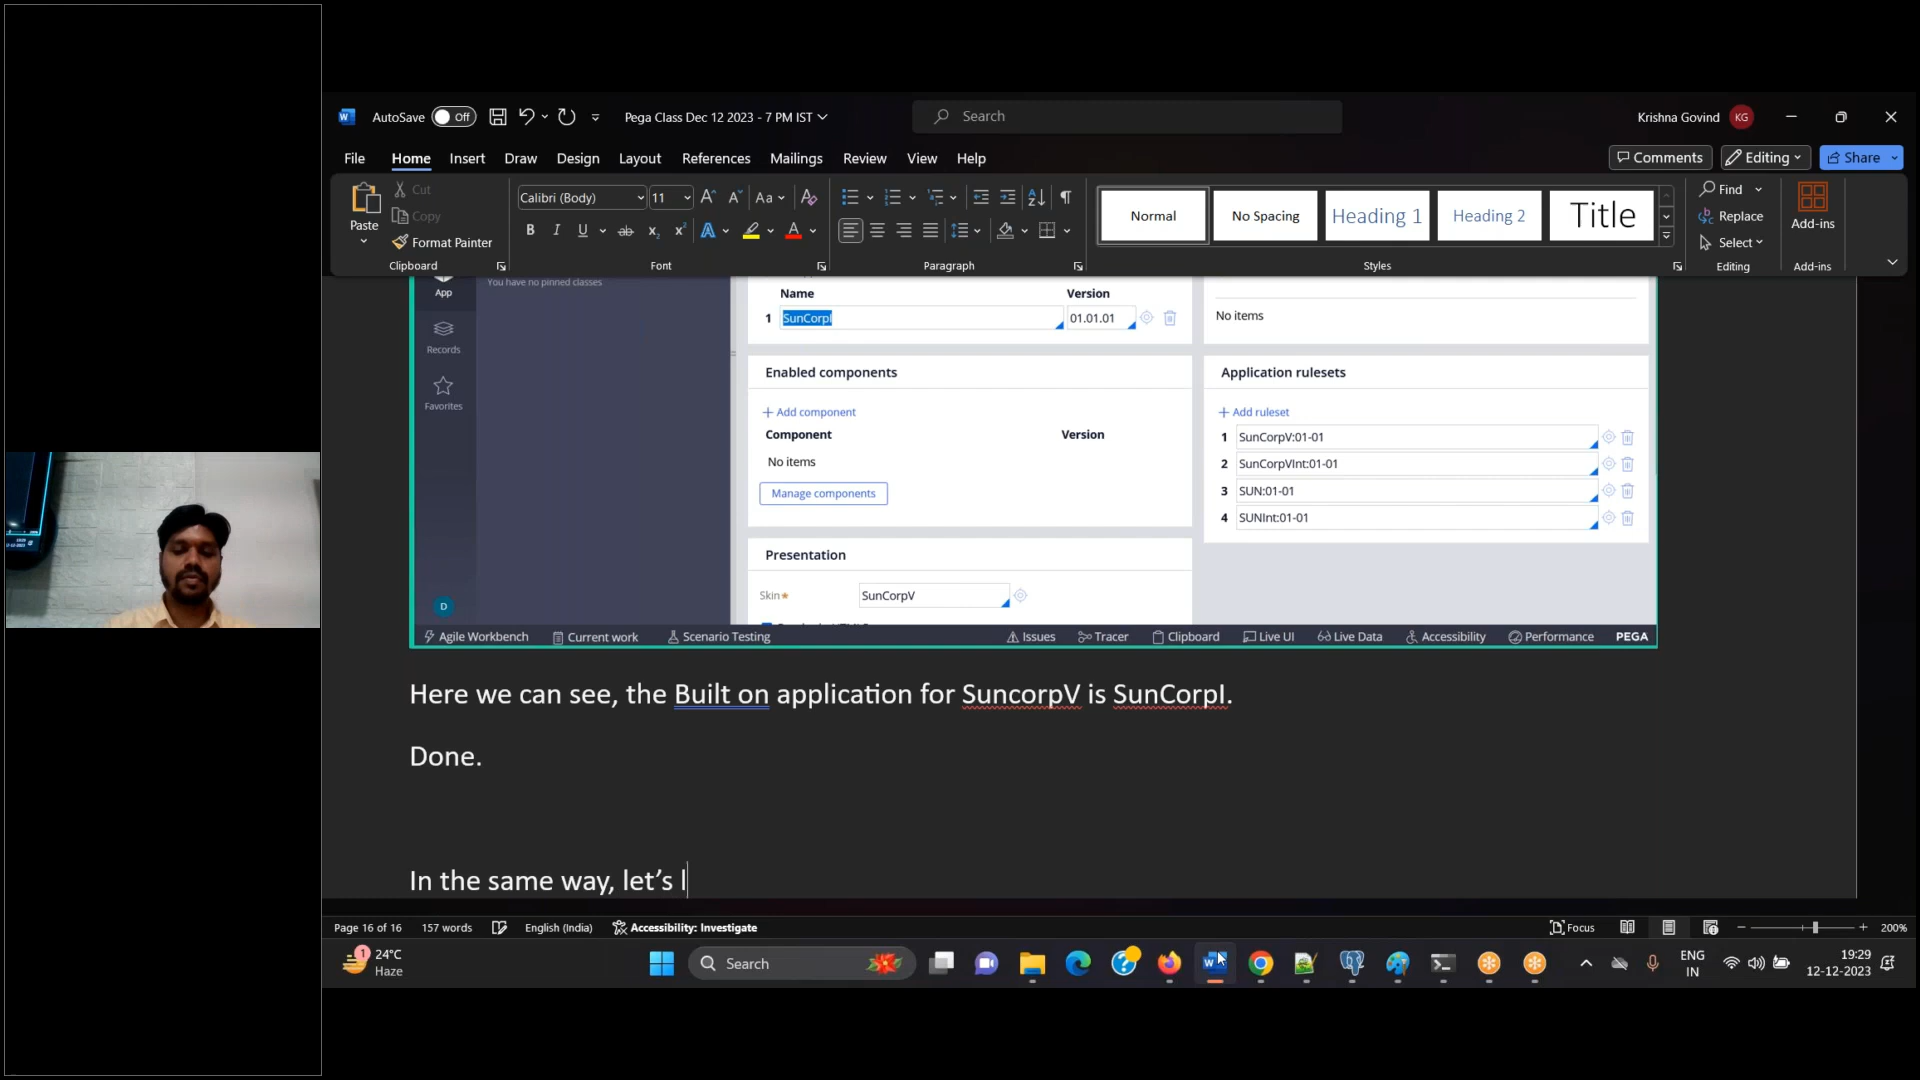 AutoSave Off Pega Class Dec 12 2023 - 7 PM IST Search Krishna Govind KG
File Home Insert Draw Design Layout References Mailings Review View Help Comments Editing Share
Paste Cut Copy Format Painter Clipboard
Calibri (Body) 11 Aa Font
Paragraph
Normal No Spacing Heading 1 Heading 2 Title Styles
Find Replace Select Editing
Add-ins Add-ins
App You have no pinned classes
Records
Favorites
D
Name Version
1 SunCorpI 01.01.01
No items
Enabled components
+ Add component
Component Version
No items
Manage components
Application rulesets
+ Add ruleset
1 SunCorpV:01-01
2 SunCorpVInt:01-01
3 SUN:01-01
4 SUNInt:01-01
Presentation
Skin★ SunCorpV
Agile Workbench Current work Scenario Testing Issues Tracer Clipboard Live UI Live Data Accessibility Performance PEGA
Here we can see, the Built on application for SuncorpV is SunCorpI.
Done.
In the same way, let’s l
Page 16 of 16 157 words English (India) Accessibility: Investigate Focus 200%
1 24°C Haze Search ENG IN 19:29 12-12-2023